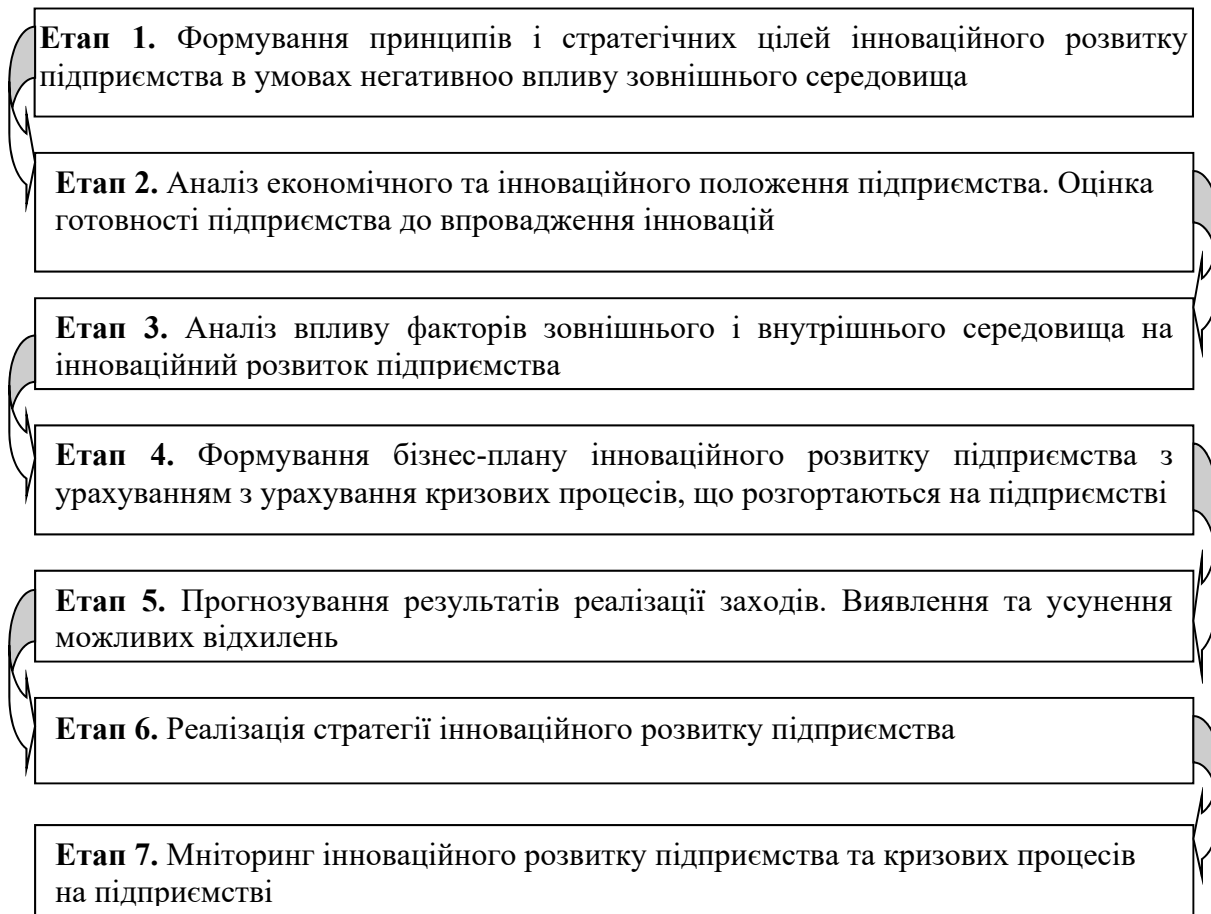 Етап 1. Формування принципів і стратегічних цілей інноваційного розвитку
підприємства в умовах негативноо впливу зовнішнього середовища
Етап 2. Аналіз економічного та інноваційного положення підприємства. Оцінка
готовності підприємства до впровадження інновацій
Етап 3. Аналіз впливу факторів зовнішнього і внутрішнього середовища на
інноваційний розвиток підприємства
Етап 4. Формування бізнес-плану інноваційного розвитку підприємства з
урахуванням з урахування кризових процесів, що розгортаються на підприємстві
Етап 5. Прогнозування результатів реалізації заходів. Виявлення та усунення
можливих відхилень
Етап 6. Реалізація стратегії інноваційного розвитку підприємства
Етап 7. Мніторинг інноваційного розвитку підприємства та кризових процесів
на підприємстві